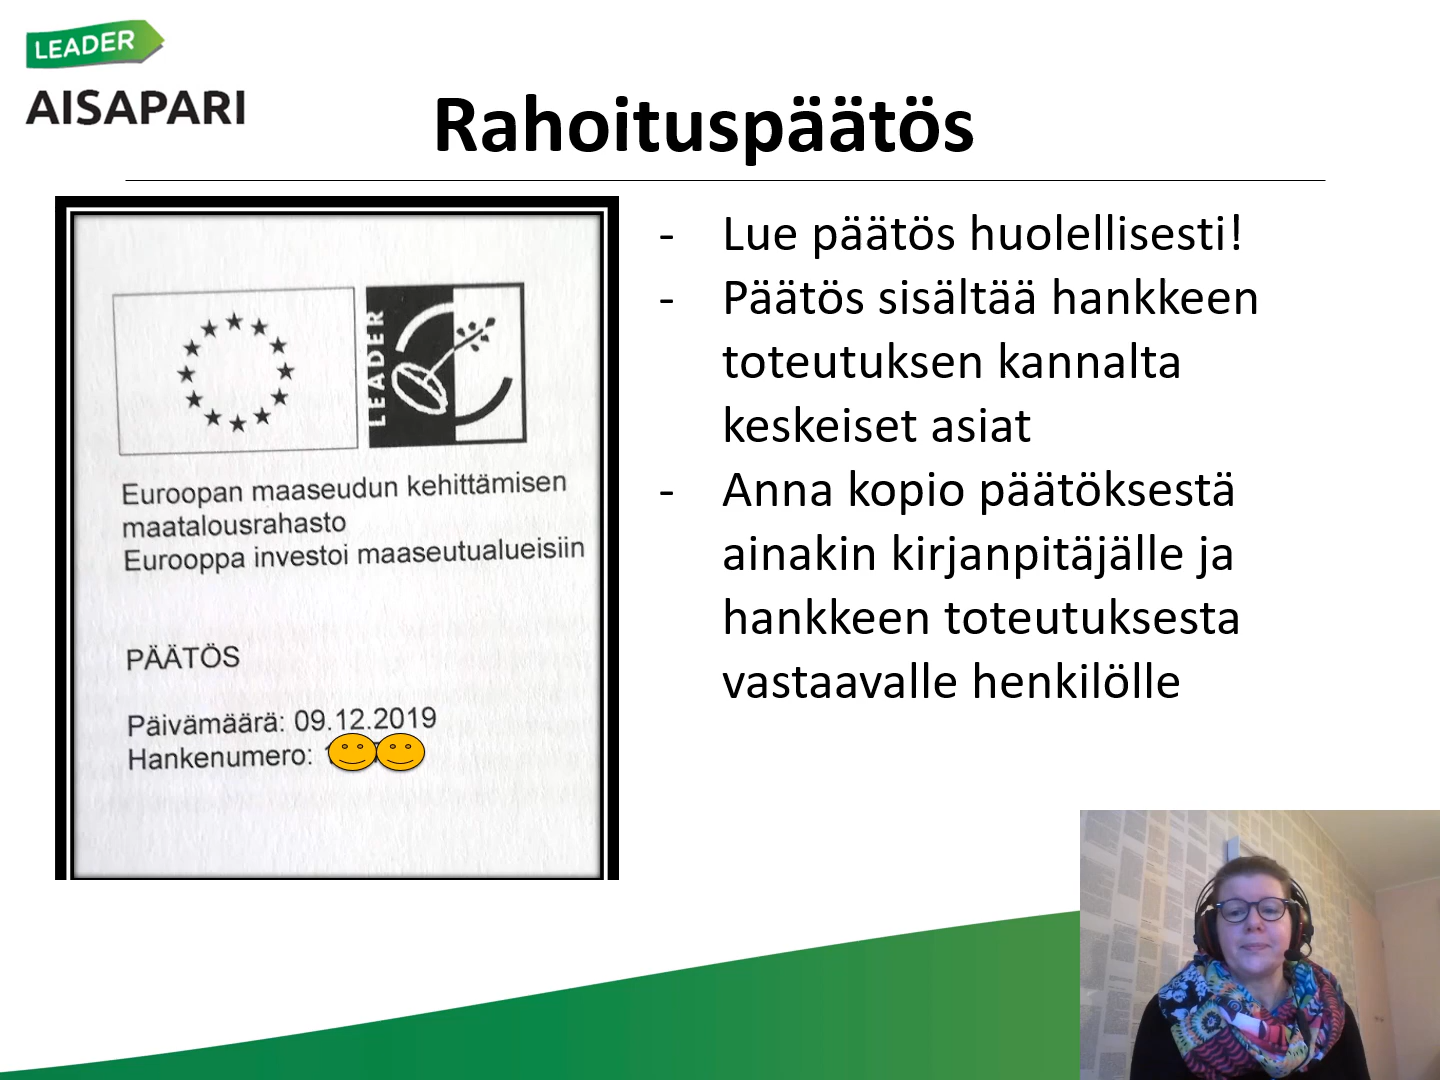 LEADER
AISAPARI
Rahoituspäätös
LEADER
Euroopan maaseudun kehittämisen
maatalousrahasto
Eurooppa investoi maaseutualueisiin
PÄÄTÖS
Päivämäärä: 09.12.2019
Hankenumero:
- Lue päätös huolellisesti!
- Päätös sisältää hankkeen
toteutuksen kannalta
keskeiset asiat
- Anna kopio päätöksestä
ainakin kirjanpitäjälle ja
hankkeen toteutuksesta
vastaavalle henkilölle